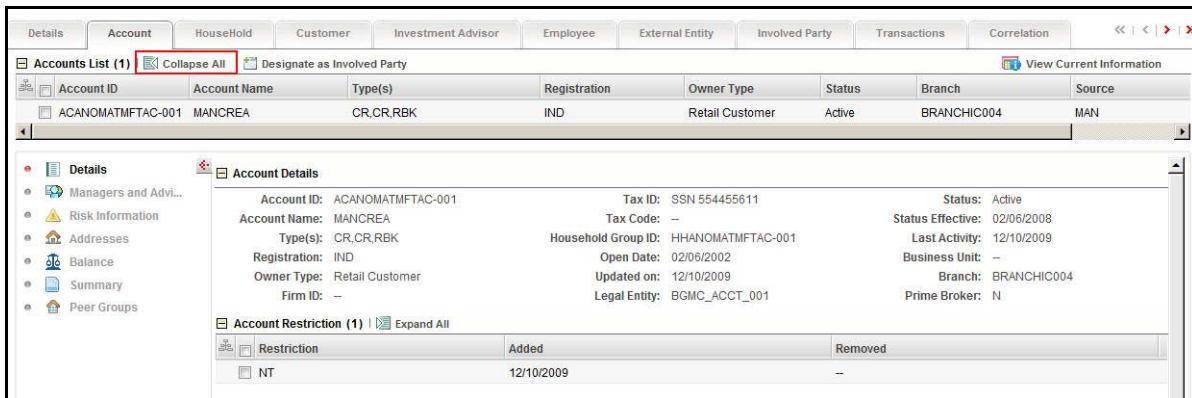 Details Account HouseHold Customer Investment Advisor Employee External Entity Involved Party Transactions Correlation
Accounts List (1) Collapse All Designate as Involved Party View Current Information
Account ID Account Name Type(s) Registration Owner Type Status Branch Source
ACANOMATMFTAC-001 MANCREA CR,CR,RBK IND Retail Customer Active BRANCHIC004 MAN
Details
Managers and Advi...
Risk Information
Addresses
Balance
Summary
Peer Groups
Account Details
Account ID: ACANOMATMFTAC-001 Tax ID: SSN 554455611 Status: Active
Account Name: MANCREA Tax Code: -- Status Effective: 02/06/2008
Type(s): CR,CR,RBK Household Group ID: HHANOMATMFTAC-001 Last Activity: 12/10/2009
Registration: IND Open Date: 02/06/2002 Business Unit: --
Owner Type: Retail Customer Updated on: 12/10/2009 Branch: BRANCHIC004
Firm ID: -- Legal Entity: BGMC_ACCT_001 Prime Broker: N
Account Restriction (1) | Expand All
Restriction Added Removed
NT 12/10/2009 --